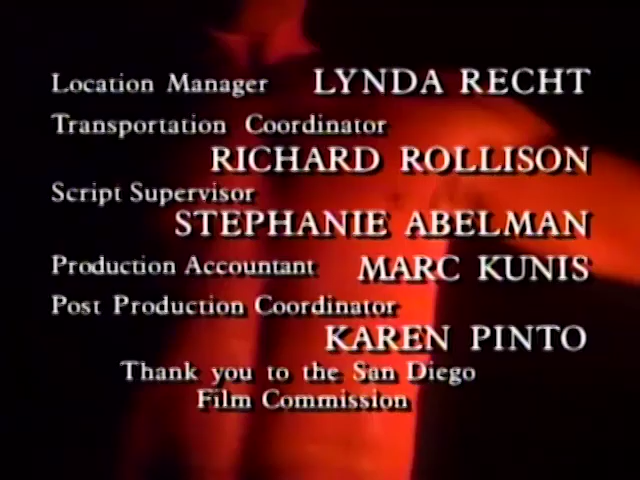 Location Manager LYNDA RECHT
Transportation Coordinator
RICHARD ROLLISON
Script Supervisor
STEPHANIE ABELMAN
Production Accountant MARC KUNIS
Post Production Coordinator
KAREN PINTO
Thank you to the San Diego
Film Commission